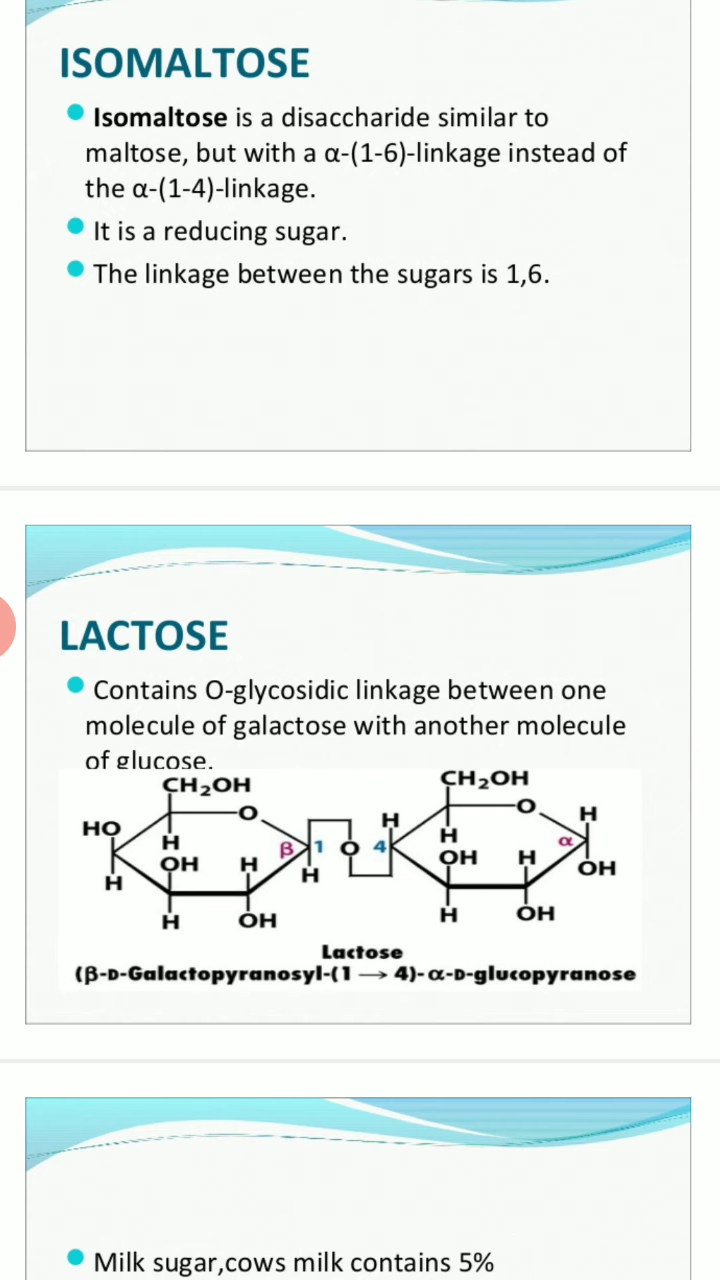 ISOMALTOSE
Isomaltose is a disaccharide similar to
maltose, but with a α-(1-6)-linkage instead of
the α-(1-4)-linkage.
It is a reducing sugar.
The linkage between the sugars is 1,6.
LACTOSE
Contains O-glycosidic linkage between one
molecule of galactose with another molecule
of glucose.
CH₂OH CH₂OH
O O H
HO H H
H β 1 O 4 α
OH H OH H OH
H H
H OH H OH
Lactose
(β-D-Galactopyranosyl-(1 → 4)-α-D-glucopyranose
Milk sugar,cows milk contains 5%